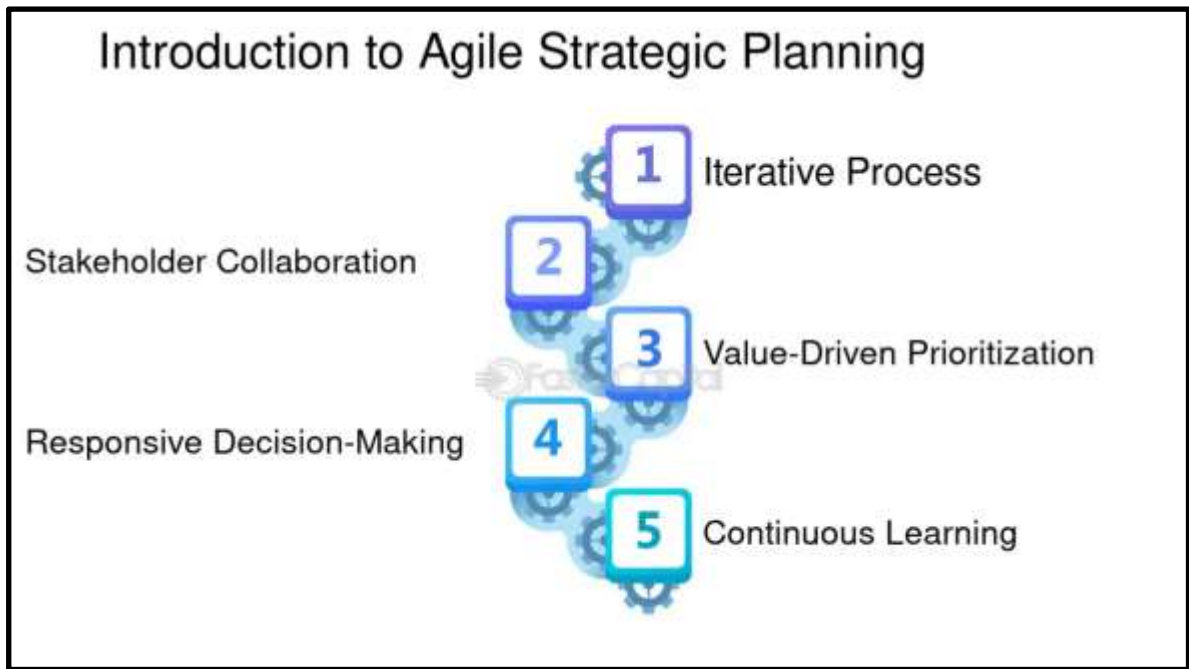 Introduction to Agile Strategic Planning
1
Iterative Process
Stakeholder Collaboration
2
3
Value-Driven Prioritization
Responsive Decision-Making
4
5
Continuous Learning